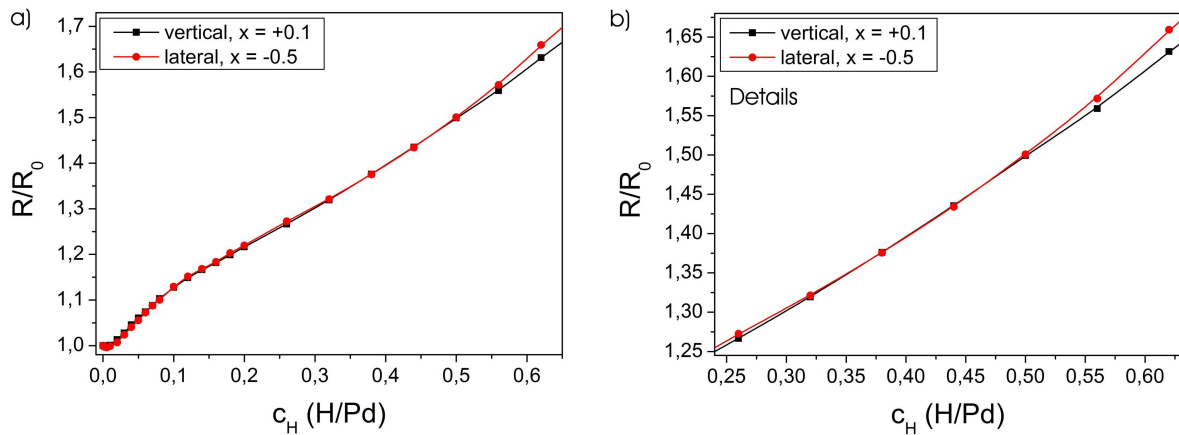 a)
vertical, x = +0.1
lateral, x = -0.5
1,7
1,6
1,5
1,4
1,3
1,2
1,1
1,0
R/R0
0,0 0,1 0,2 0,3 0,4 0,5 0,6
cH (H/Pd)
b)
vertical, x = +0.1
lateral, x = -0.5
Details
1,65
1,60
1,55
1,50
1,45
1,40
1,35
1,30
1,25
R/R0
0,25 0,30 0,35 0,40 0,45 0,50 0,55 0,60
cH (H/Pd)